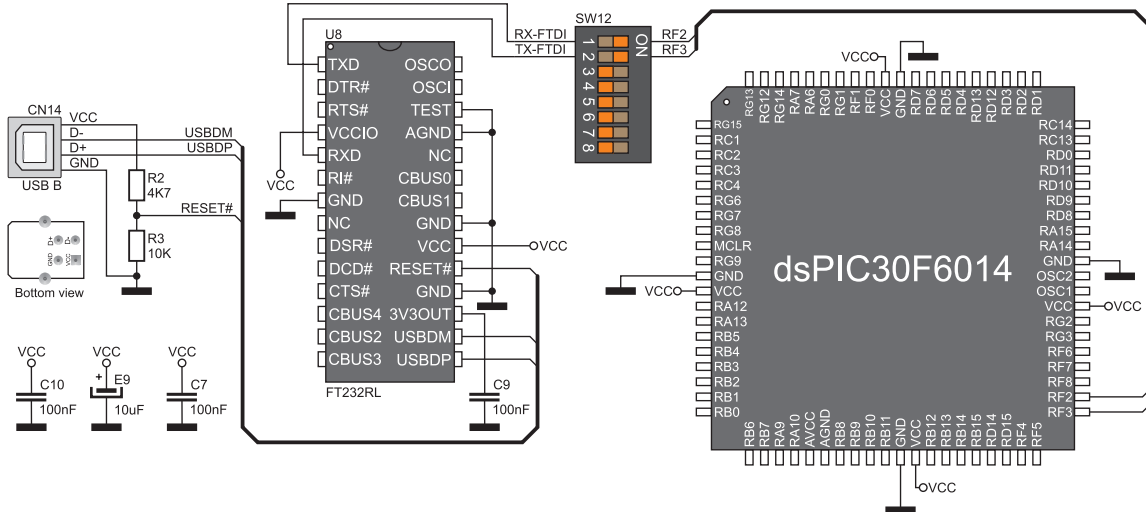 U8
SW12
RX-FTDI
TX-FTDI
1
2
3
4
5
6
7
8
ON
RF2
RF3
CN14
VCC
D-
D+
GND
USB B
USBDM
USBDP
R2
4K7
RESET#
R3
10K
D+
D-
GND
VCC
Bottom view
VCC
C10
100nF
VCC
+
E9
10uF
VCC
C7
100nF
TXD
DTR#
RTS#
VCCIO
RXD
RI#
GND
NC
DSR#
DCD#
CTS#
CBUS4
CBUS2
CBUS3
OSCO
OSCI
TEST
AGND
NC
CBUS0
CBUS1
GND
VCC
RESET#
GND
3V3OUT
USBDM
USBDP
FT232RL
VCC
VCC
C9
100nF
VCC
RG13
RG12
RG14
RA7
RA6
RG0
RG1
RF1
RF0
VCC
GND
RD7
RD6
RD5
RD4
RD13
RD12
RD3
RD2
RD1
RG15
RC1
RC2
RC3
RC4
RG6
RG7
RG8
MCLR
RG9
GND
VCC
RA12
RA13
RB5
RB4
RB3
RB2
RB1
RB0
VCC
dsPIC30F6014
RC14
RC13
RD0
RD11
RD10
RD9
RD8
RA15
RA14
GND
OSC2
OSC1
VCC
RG2
RG3
RF6
RF7
RF8
RF2
RF3
VCC
RB6
RB7
RA9
RA10
AVCC
AGND
RB8
RB9
RB10
RB11
GND
VCC
RB12
RB13
RB14
RB15
RD14
RD15
RF4
RF5
VCC